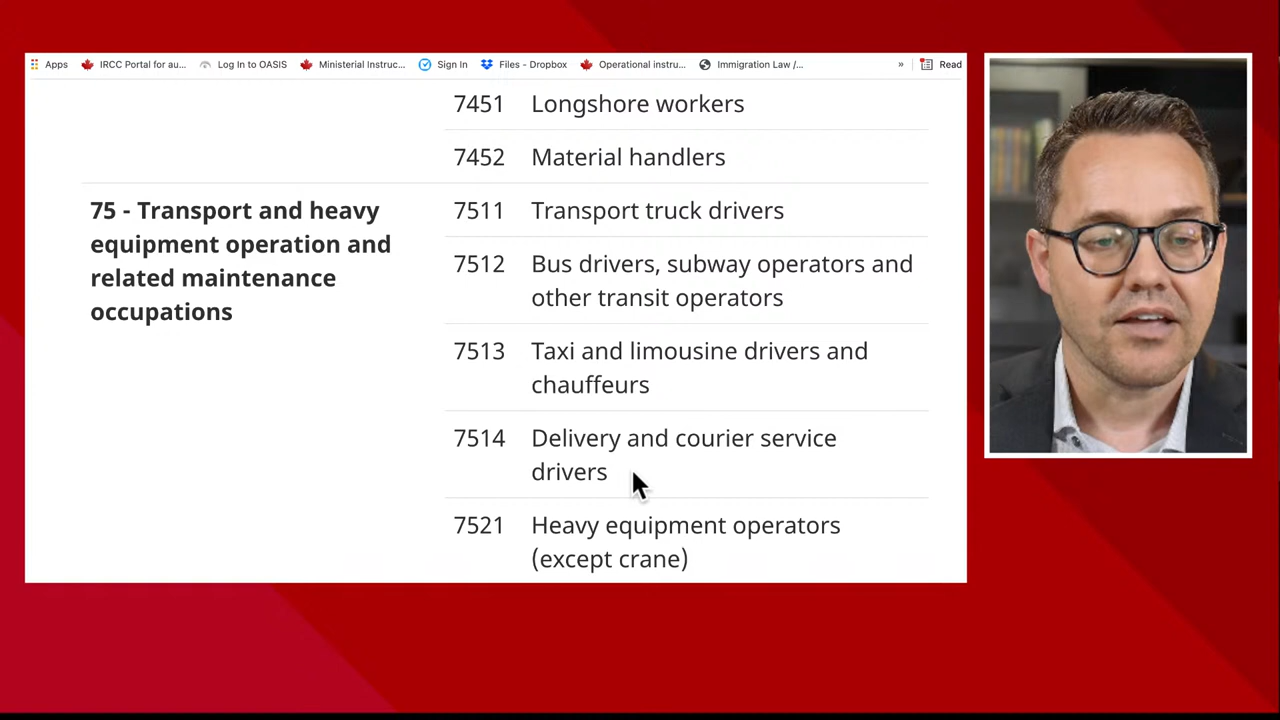 Apps IRCC Portal for au... Log In to OASIS Ministerial Instruc... Sign In Files - Dropbox Operational instru... Immigration Law /... » Read
7451 Longshore workers
7452 Material handlers
75 - Transport and heavy
equipment operation and
related maintenance
occupations
7511 Transport truck drivers
7512 Bus drivers, subway operators and
other transit operators
7513 Taxi and limousine drivers and
chauffeurs
7514 Delivery and courier service
drivers
7521 Heavy equipment operators
(except crane)